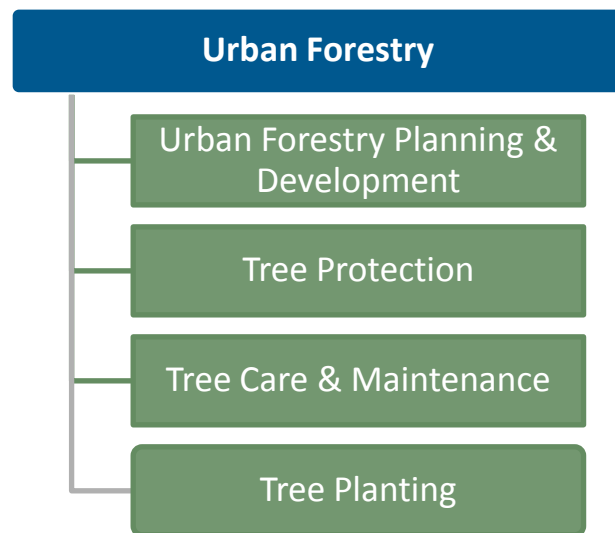 Urban Forestry
Urban Forestry Planning &
Development
Tree Protection
Tree Care & Maintenance
Tree Planting